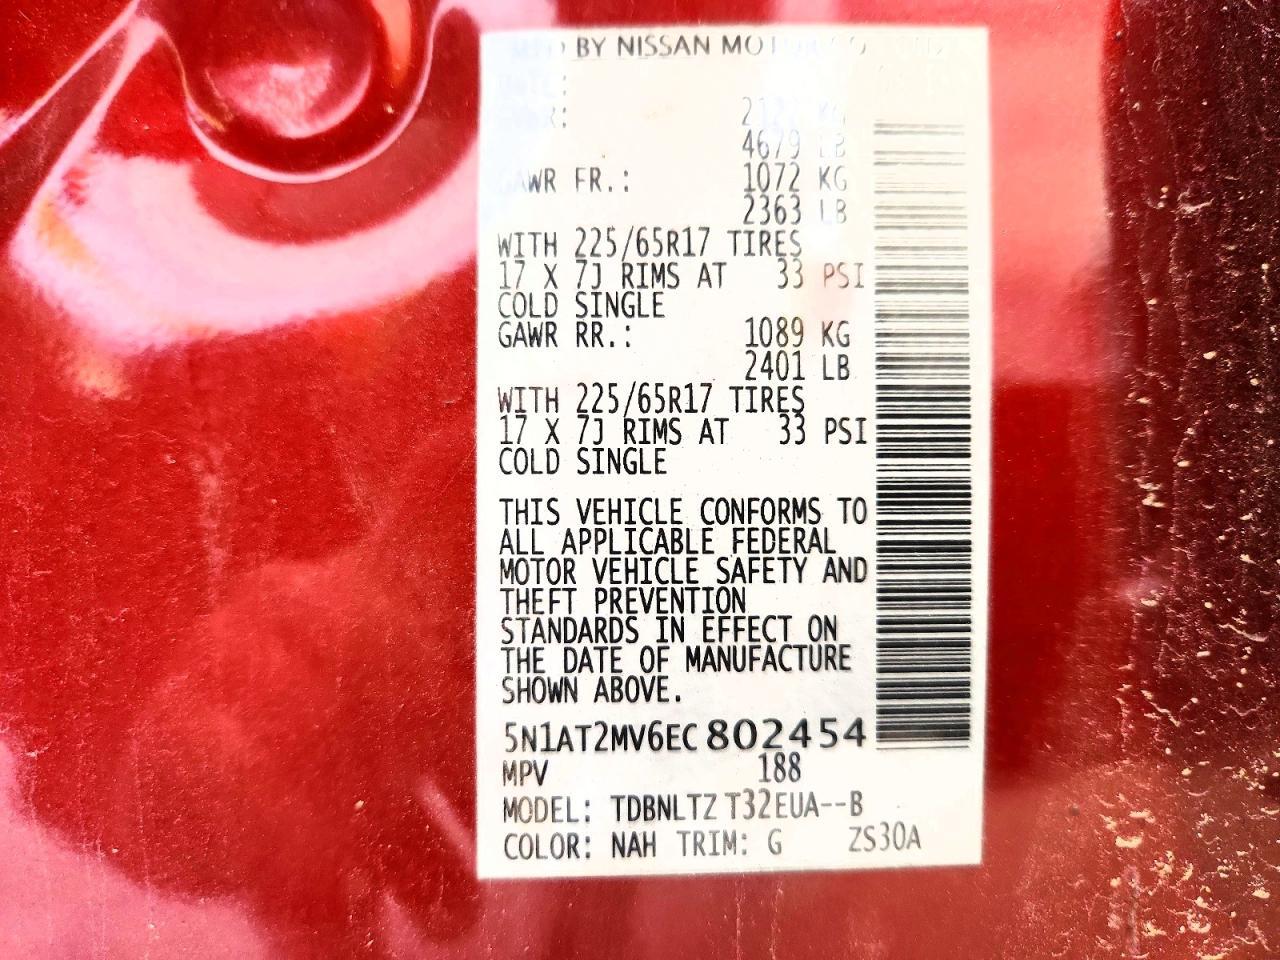 BY NISSAN
4679 LB
GAWR FR.: 1072 KG
2363 LB
WITH 225/65R17 TIRES
17 X 7J RIMS AT 33 PSI
COLD SINGLE
GAWR RR.: 1089 KG
2401 LB
WITH 225/65R17 TIRES
17 X 7J RIMS AT 33 PSI
COLD SINGLE
THIS VEHICLE CONFORMS TO
ALL APPLICABLE FEDERAL
MOTOR VEHICLE SAFETY AND
THEFT PREVENTION
STANDARDS IN EFFECT ON
THE DATE OF MANUFACTURE
SHOWN ABOVE.
5N1AT2MV6EC802454
MPV 188
MODEL: TDBNLTZ T32EUA--B
COLOR: NAH TRIM: G ZS30A